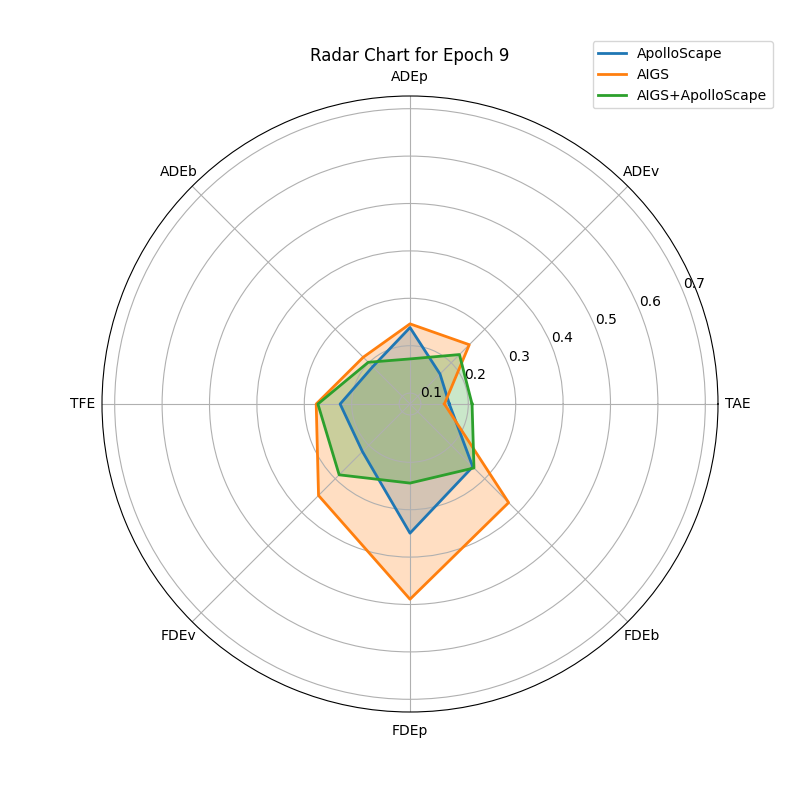 Radar Chart for Epoch 9
ApolloScape
AIGS
AIGS+ApolloScape
ADEp
ADEb
ADEv
0.7
0.6
0.5
0.4
0.3
0.2
0.1
TFE
TAE
FDEv
FDEb
FDEp